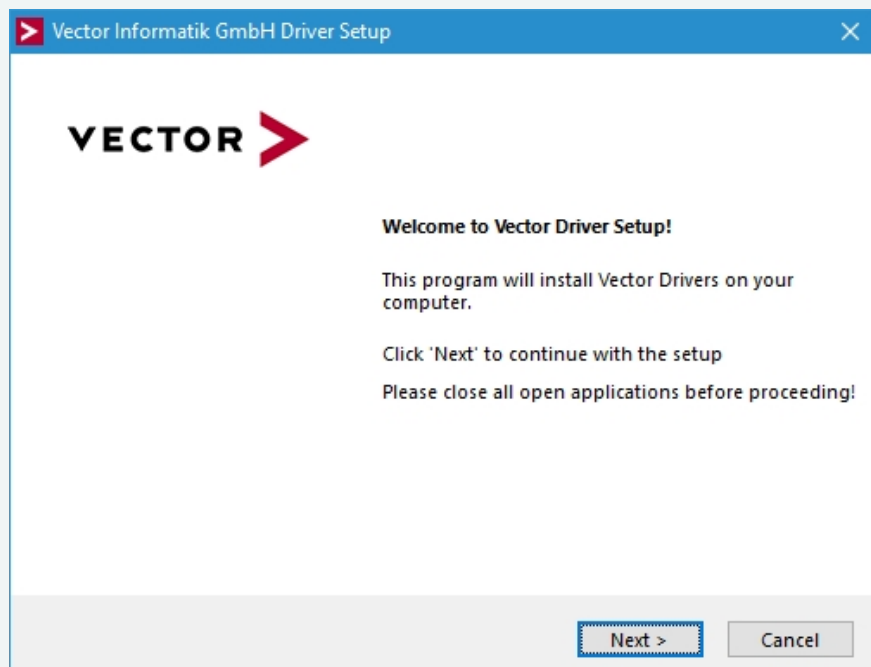 Vector Informatik GmbH Driver Setup
VECTOR
Welcome to Vector Driver Setup!
This program will install Vector Drivers on your
computer.
Click 'Next' to continue with the setup
Please close all open applications before proceeding!
Next >
Cancel